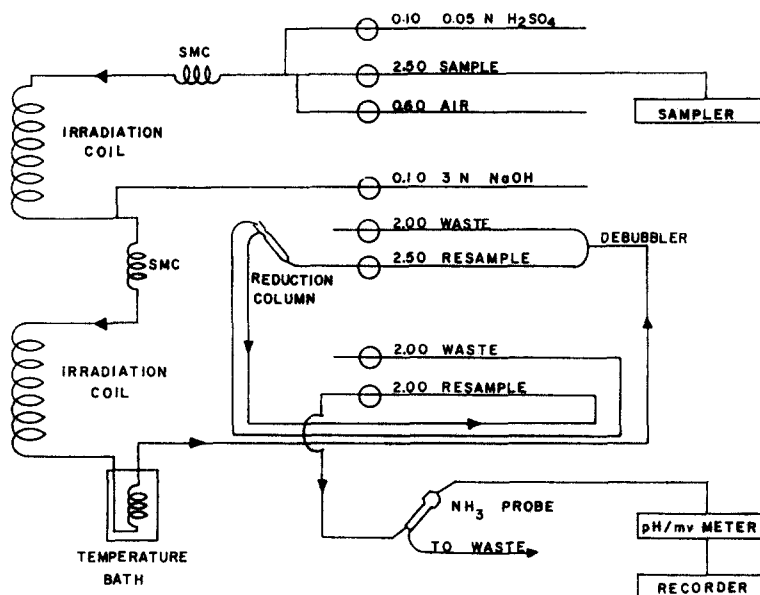 0.10 0.05 N H₂SO₄
SMC
2.50 SAMPLE
0.60 AIR
SAMPLER
IRRADIATION
COIL
0.10 3 N NaOH
2.00 WASTE
DEBUBBLER
2.50 RESAMPLE
SMC
REDUCTION
COLUMN
2.00 WASTE
IRRADIATION
COIL
2.00 RESAMPLE
NH₃ PROBE
pH/mv METER
TO WASTE
TEMPERATURE
BATH
RECORDER